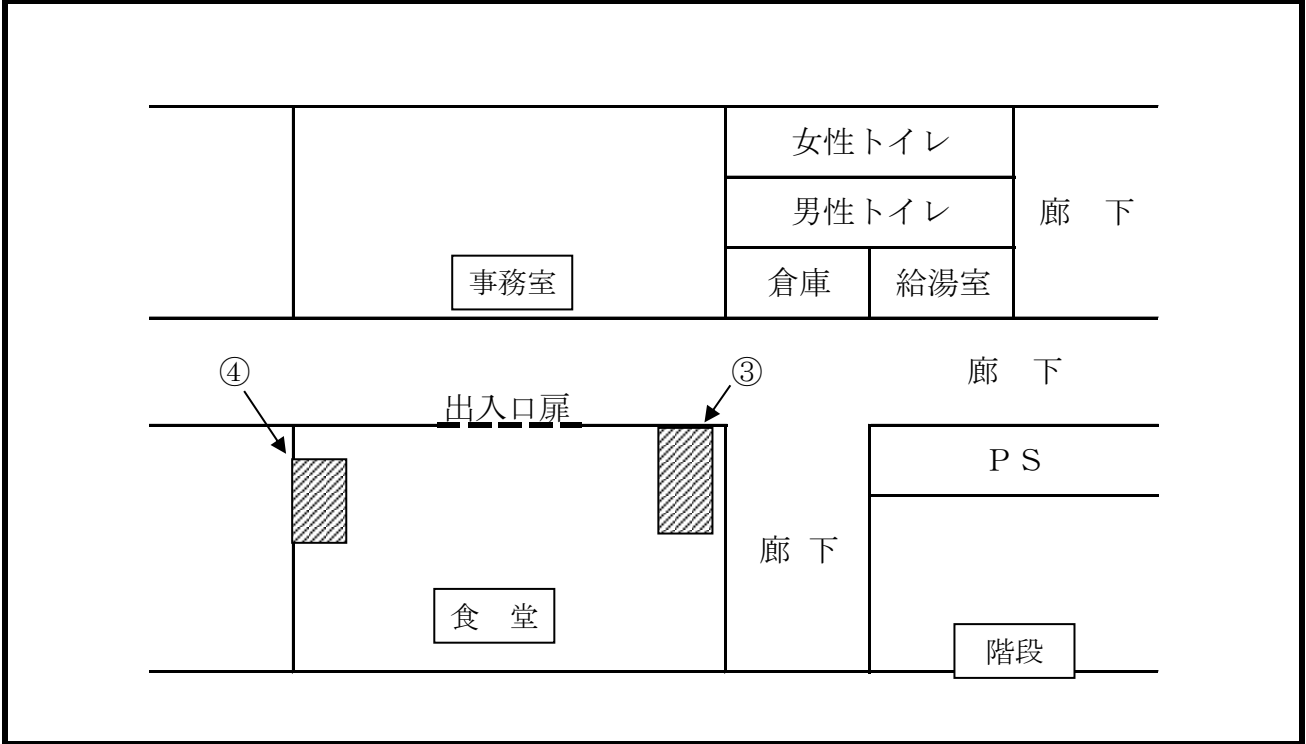 女性トイレ
男性トイレ
廊 下
事務室
倉庫
給湯室
④
③
廊 下
出入口扉
PS
廊 下
食 堂
階段